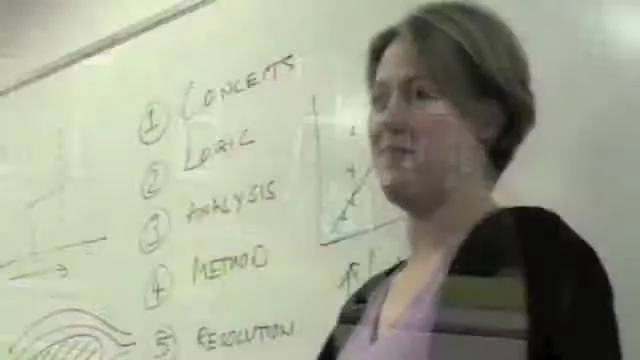 ① CONCEPTS
② LOGIC
③ ANALYSIS
④ METHOD
⑤ RESOLUTION